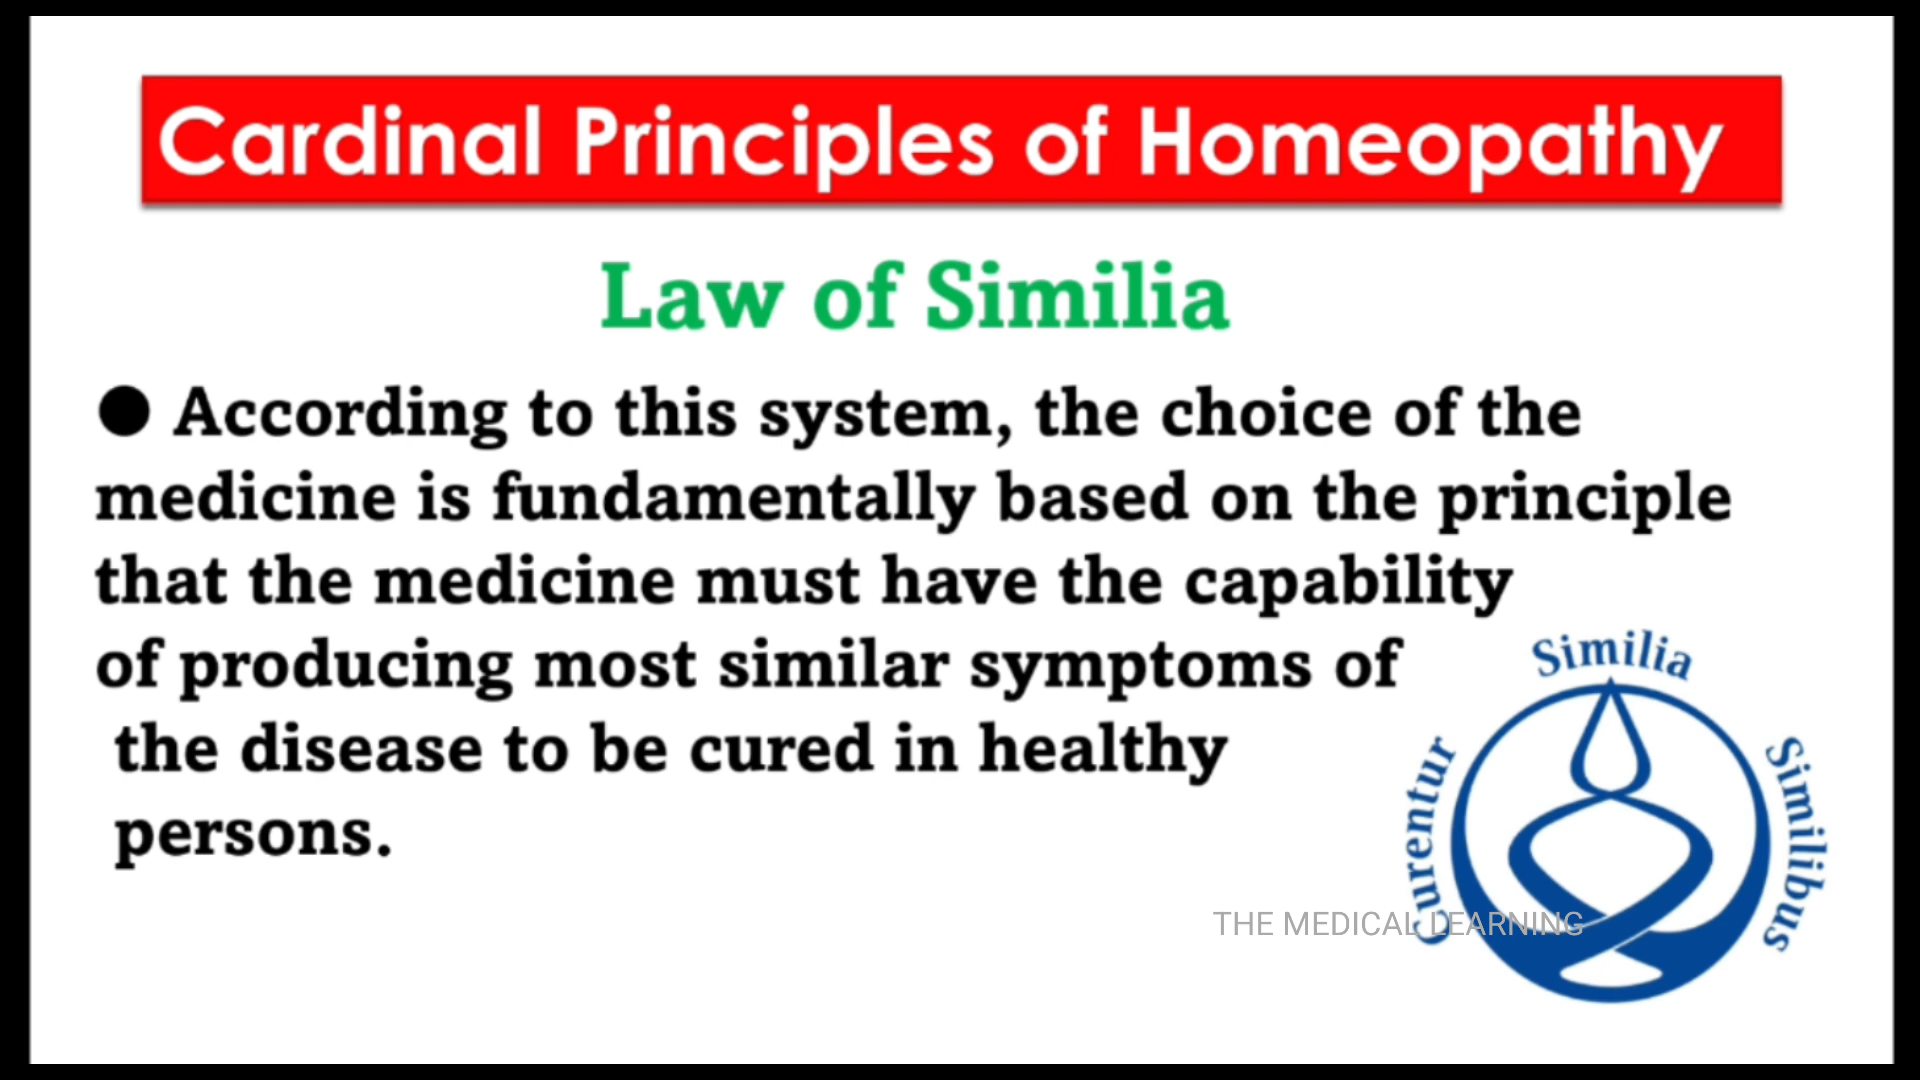 Cardinal Principles of Homeopathy
Law of Similia
● According to this system, the choice of the
medicine is fundamentally based on the principle
that the medicine must have the capability
of producing most similar symptoms of
the disease to be cured in healthy
persons.
Similia
Similibus
Curentur
THE MEDICAL LEARNING